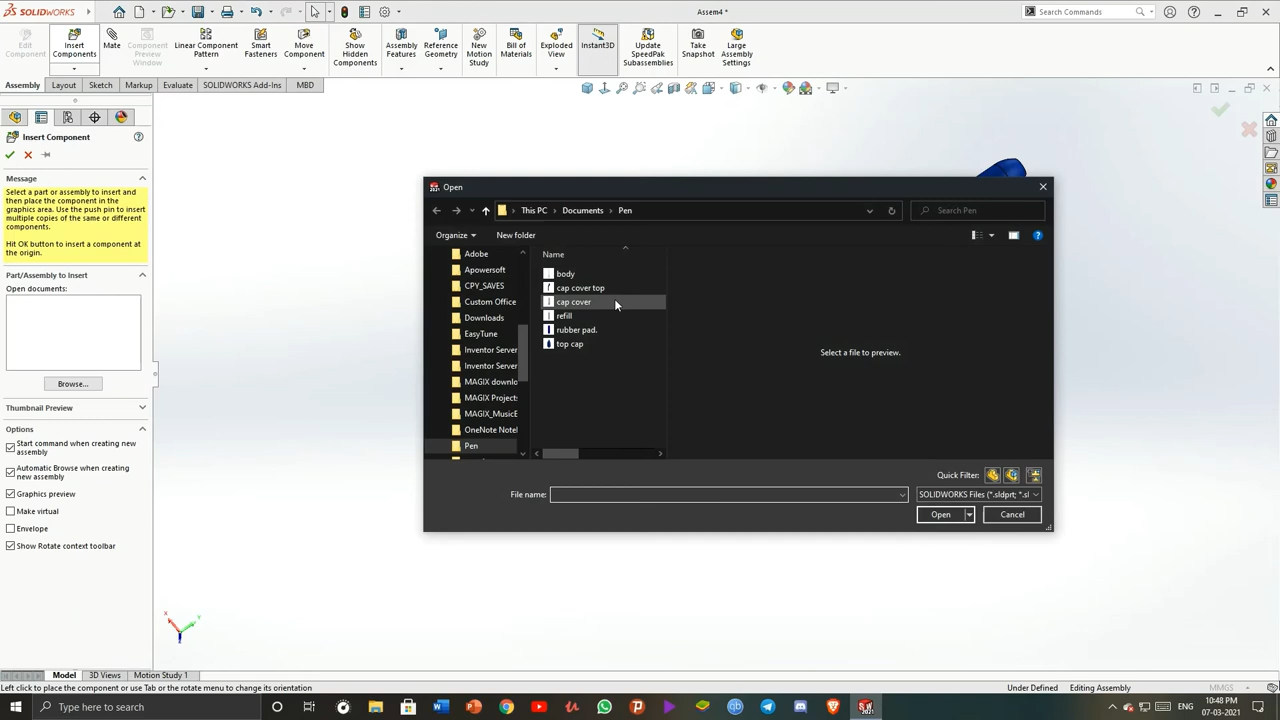 SOLIDWORKS
Assem4 *
Search Commands
Edit Component
Insert Components
Mate
Component Preview Window
Linear Component Pattern
Smart Fasteners
Move Component
Show Hidden Components
Assembly Features
Reference Geometry
New Motion Study
Bill of Materials
Exploded View
Instant3D
Update SpeedPak Subassemblies
Take Snapshot
Large Assembly Settings
Assembly Layout Sketch Markup Evaluate SOLIDWORKS Add-Ins MBD
Insert Component
Message
Select a part or assembly to insert and
then place the component in the
graphics area. Use the push pin to insert
multiple copies of the same or different
components.
Hit OK button to insert a component at
the origin.
Part/Assembly to Insert
Open documents:
Browse...
Thumbnail Preview
Options
Start command when creating new
assembly
Automatic Browse when creating
new assembly
Graphics preview
Make virtual
Envelope
Show Rotate context toolbar
Open
This PC > Documents > Pen
Search Pen
Organize
New folder
Adobe
Apowersoft
CPY_SAVES
Custom Office
Downloads
EasyTune
Inventor Server
Inventor Server
MAGIX downlo
MAGIX Projects
MAGIX_MusicE
OneNote Notel
Pen
Name
body
cap cover top
cap cover
refill
rubber pad.
top cap
Select a file to preview.
Quick Filter:
File name:
SOLIDWORKS Files (*.sldprt; *.sl
Open
Cancel
X
Y
Model 3D Views Motion Study 1
Left click to place the component or use Tab or the rotate menu to change its orientation
Under Defined
Editing Assembly
MMGS
Type here to search
10:48 PM
07-03-2021